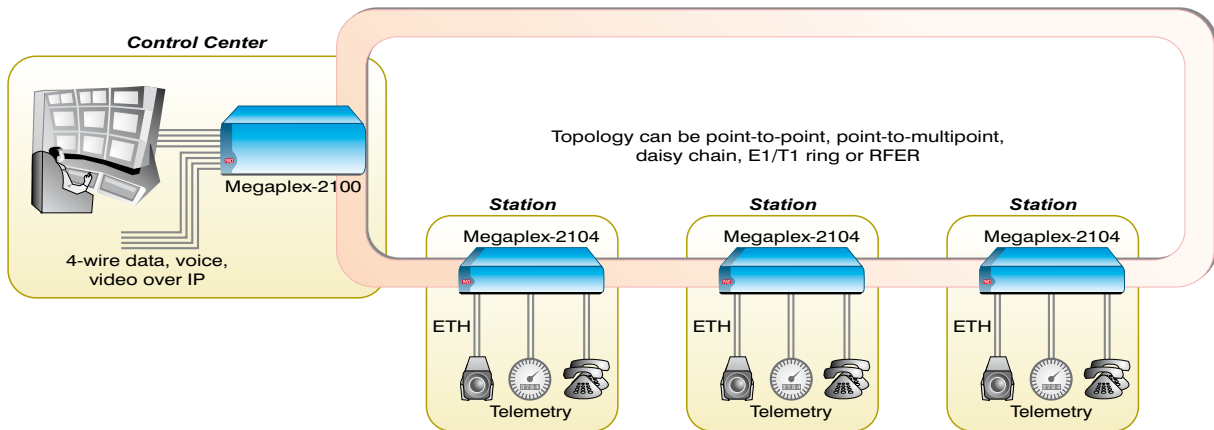 Control Center
Megaplex-2100
4-wire data, voice,
video over IP
Topology can be point-to-point, point-to-multipoint,
daisy chain, E1/T1 ring or RFER
Station
Megaplex-2104
ETH
Telemetry
Station
Megaplex-2104
ETH
Telemetry
Station
Megaplex-2104
ETH
Telemetry